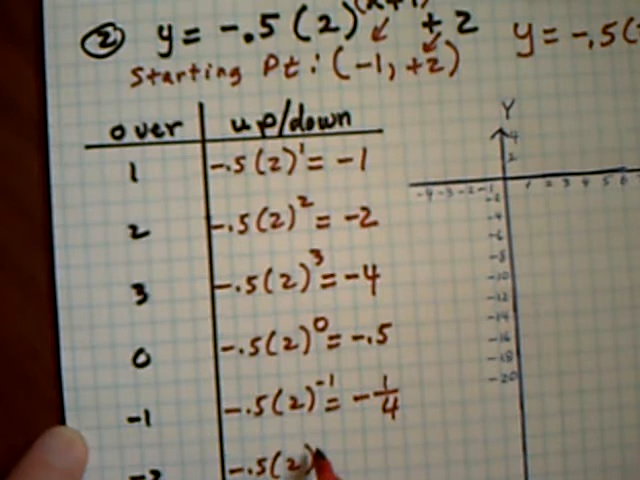 ② y = -.5(2)^(x+1) + 2 y = -.5(2
Starting Pt: (-1, +2)
over up/down
1 -.5(2)^1 = -1
2 -.5(2)^2 = -2
3 -.5(2)^3 = -4
0 -.5(2)^0 = -.5
-1 -.5(2)^-1 = -1/4
-2 -.5(2)
Y
4
2
-4 -3 -2 -1 1 2 3 4 5 6
-2
-4
-6
-8
-10
-12
-14
-16
-18
-20